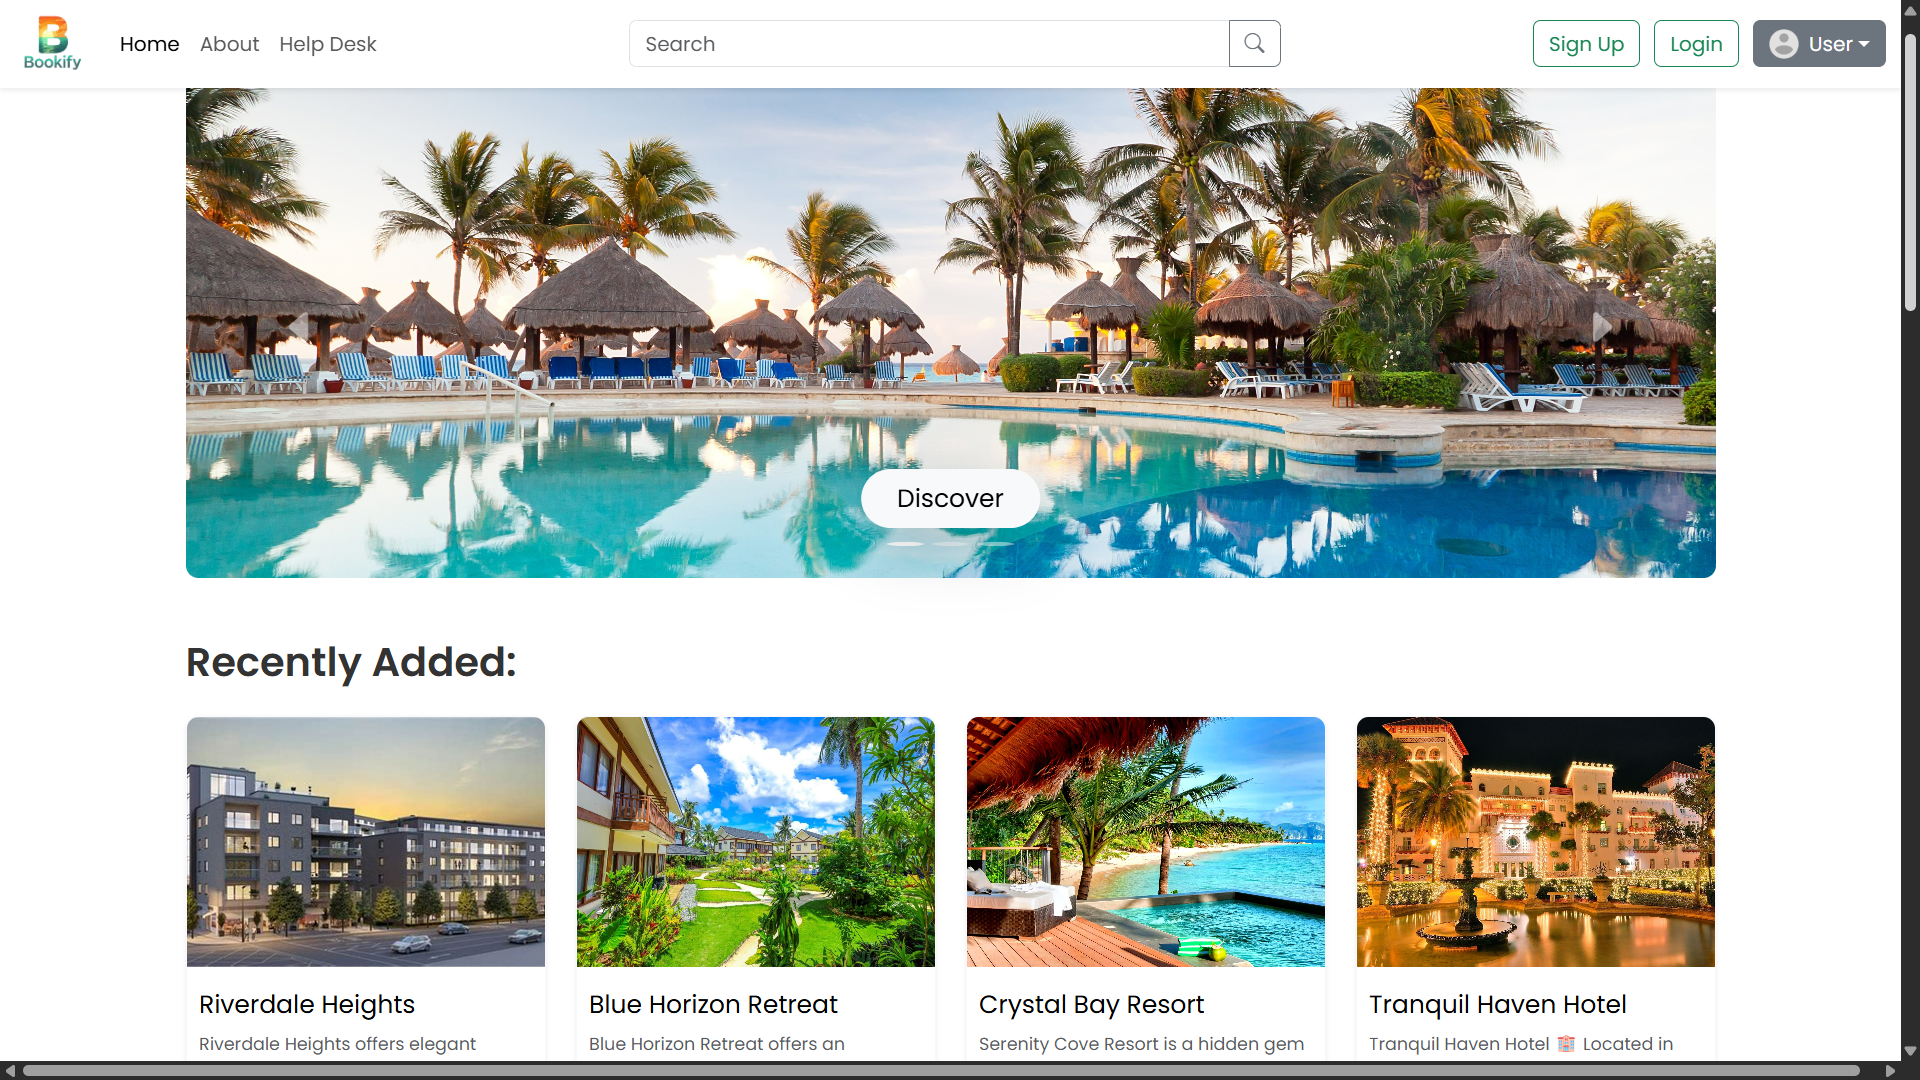 Bookify
Home About Help Desk
Search
Sign Up Login User
Discover
Recently Added:
Riverdale Heights
Riverdale Heights offers elegant
Blue Horizon Retreat
Blue Horizon Retreat offers an
Crystal Bay Resort
Serenity Cove Resort is a hidden gem
Tranquil Haven Hotel
Tranquil Haven Hotel 🏩 Located in